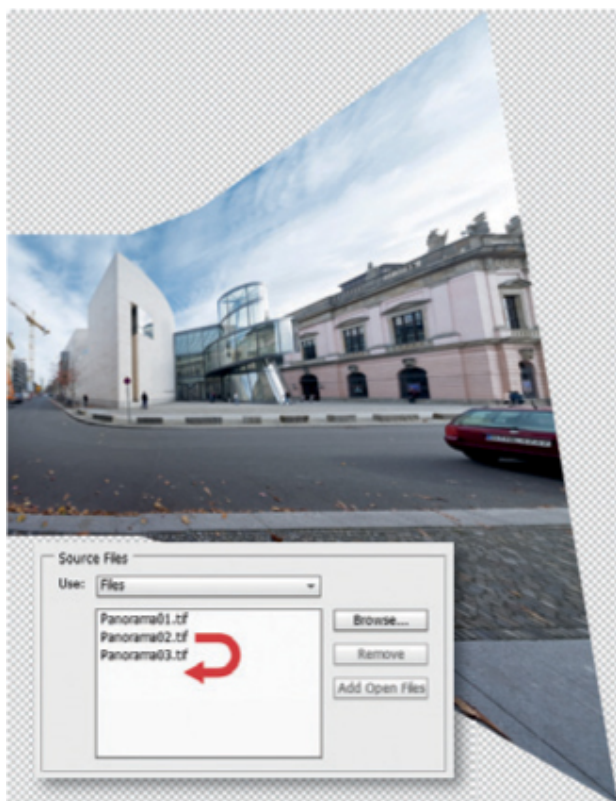 Source Files
Use: Files
Panorama01.tif
Panorama02.tif
Panorama03.tif
Browse...
Remove
Add Open Files